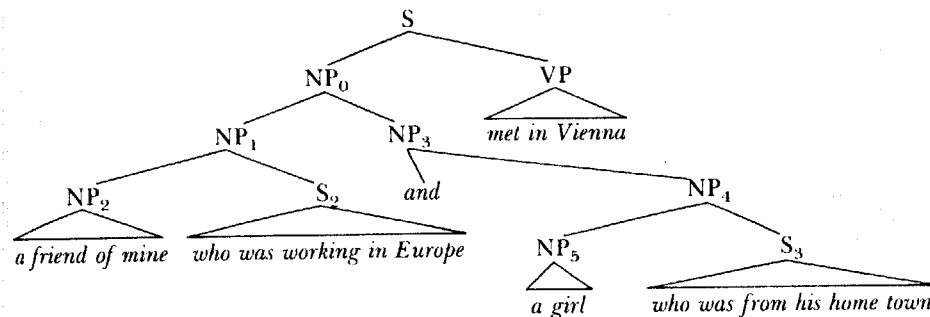 S
NP₀ VP
met in Vienna
NP₁ NP₃
NP₂ S₂ and NP₄
a friend of mine who was working in Europe
NP₅ S₃
a girl who was from his home town